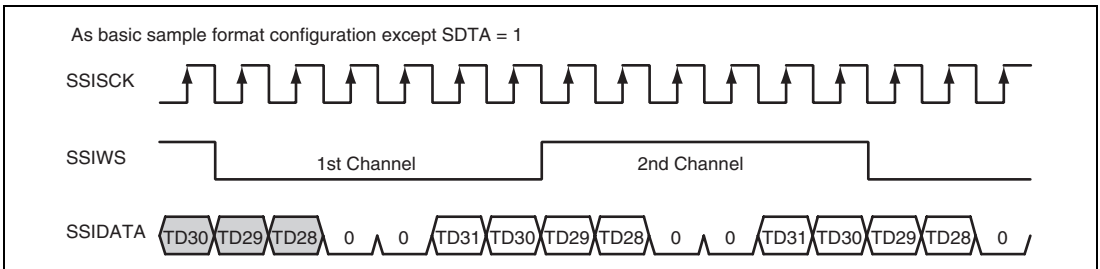 As basic sample format configuration except SDTA = 1
SSISCK
SSIWS 1st Channel 2nd Channel
SSIDATA TD30 TD29 TD28 0 0 TD31 TD30 TD29 TD28 0 0 TD31 TD30 TD29 TD28 0